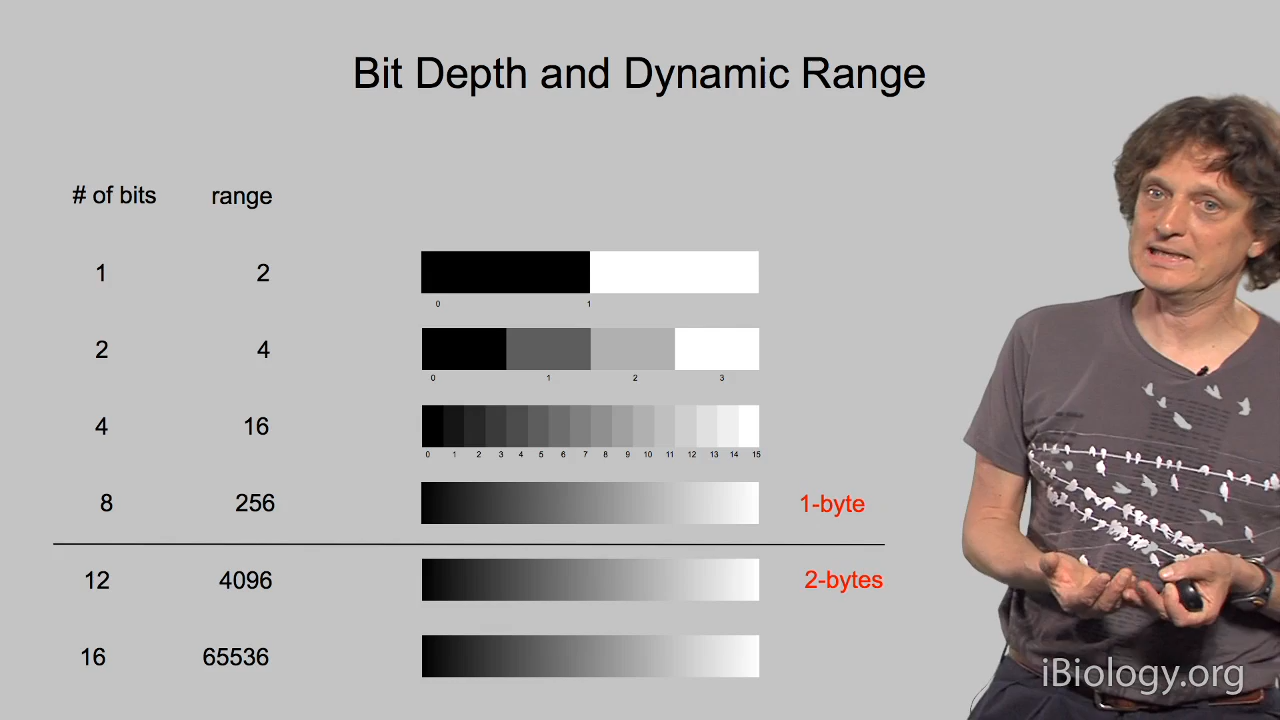 Bit Depth and Dynamic Range
# of bits range
1 2
0 1
2 4
0 1 2 3
4 16
0 1 2 3 4 5 6 7 8 9 10 11 12 13 14 15
8 256 1-byte
12 4096 2-bytes
16 65536
iBiology.org